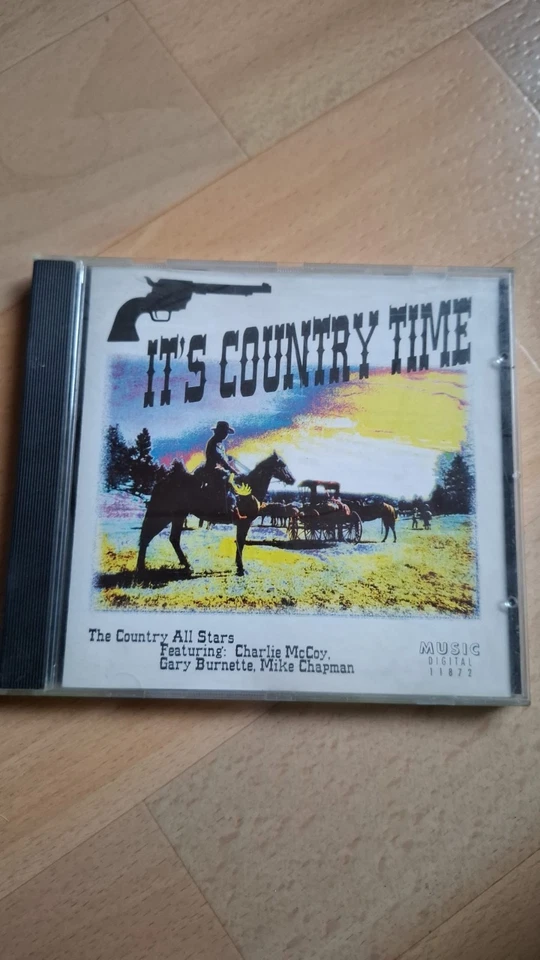 IT'S COUNTRY TIME
The Country All Stars
Featuring: Charlie McCoy,
Gary Burnette, Mike Chapman
MUSIC
DIGITAL
11872